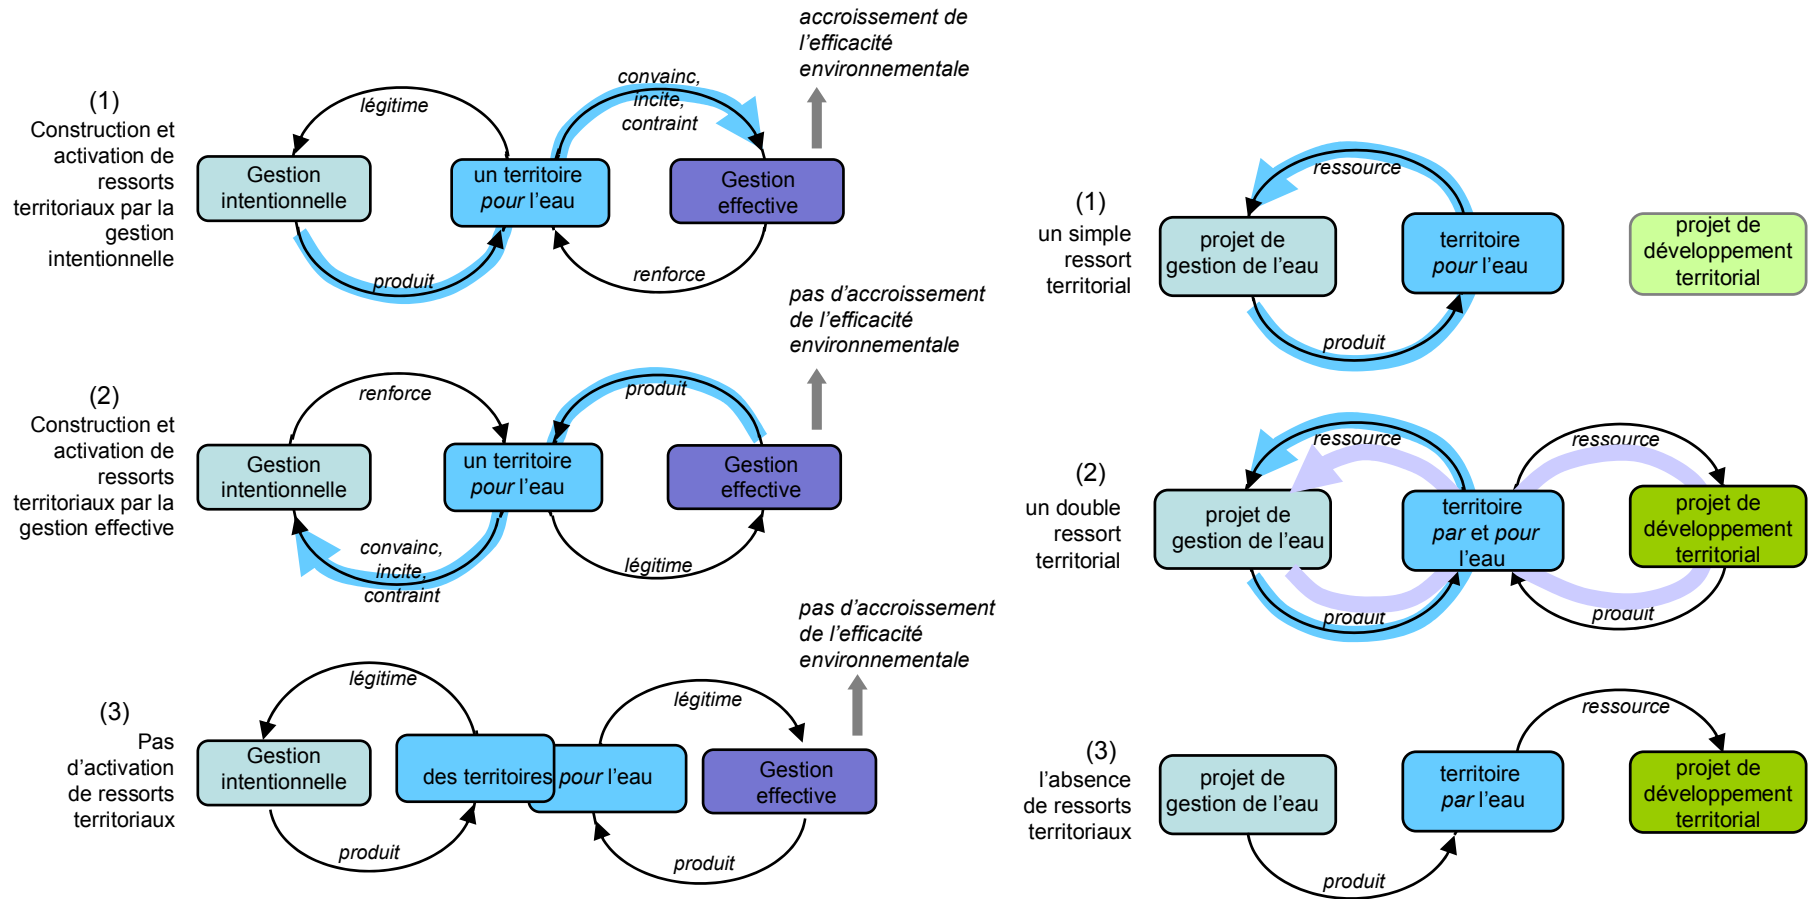 accroissement de
l’efficacité
environnementale
(1)
Construction et
activation de
ressorts
territoriaux par la
gestion
intentionnelle
légitime
convainc,
incite,
contraint
Gestion
intentionnelle
un territoire
pour l’eau
Gestion
effective
produit
renforce
pas d’accroissement
de l’efficacité
environnementale
(2)
Construction et
activation de
ressorts
territoriaux par la
gestion effective
renforce
produit
Gestion
intentionnelle
un territoire
pour l’eau
Gestion
effective
convainc,
incite,
contraint
légitime
pas d’accroissement
de l’efficacité
environnementale
(3)
Pas
d’activation
de ressorts
territoriaux
légitime
légitime
Gestion
intentionnelle
des territoires pour l’eau
Gestion
effective
produit
produit
(1)
un simple
ressort
territorial
ressource
projet de
gestion de l’eau
territoire
pour l’eau
projet de
développement
territorial
produit
(2)
un double
ressort
territorial
ressource
ressource
projet de
gestion de l’eau
territoire
par et pour
l’eau
projet de
développement
territorial
produit
produit
(3)
l’absence
de ressorts
territoriaux
ressource
projet de
gestion de l’eau
territoire
par l’eau
projet de
développement
territorial
produit